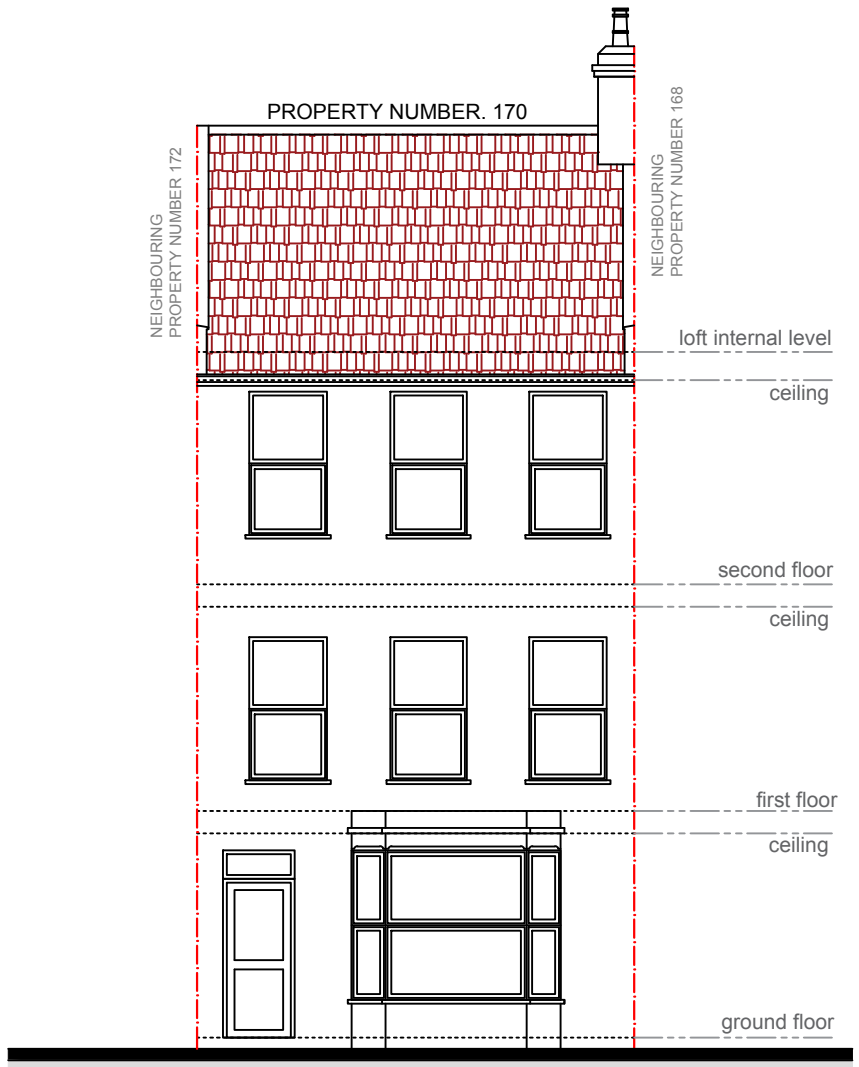 PROPERTY NUMBER. 170
NEIGHBOURING
PROPERTY NUMBER 172
NEIGHBOURING
PROPERTY NUMBER 168
loft internal level
ceiling
second floor
ceiling
first floor
ceiling
ground floor